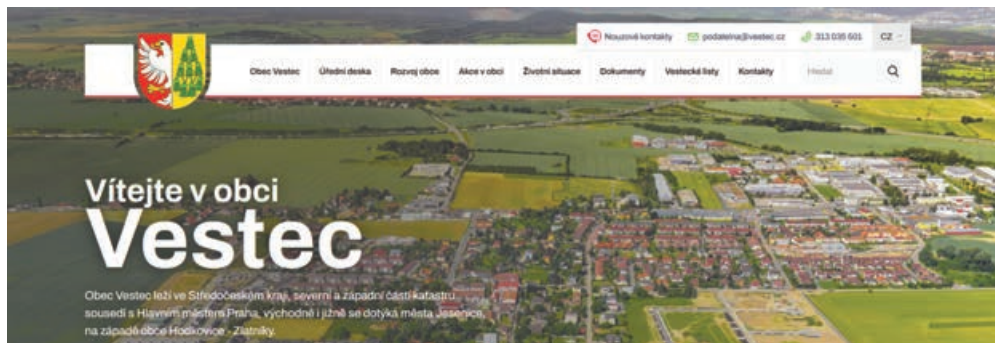 Nouzové kontakty podatelna@vestec.cz 313 035 501 CZ
Obec Vestec Úřední deska Rozvoj obce Akce v obci Životní situace Dokumenty Vestecké listy Kontakty Hledat
Vítejte v obci
Vestec
Obec Vestec leží ve Středočeském kraji, severní a západní částí katastru
sousedí s Hlavním městem Praha, východně i jižně se dotýká města Jesenice,
na západě obce Hodkovice - Zlatníky.